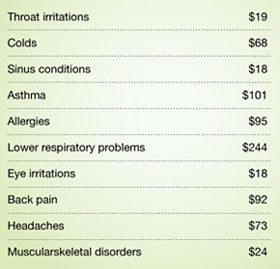 Throat irritations $19
Colds $68
Sinus conditions $18
Asthma $101
Allergies $95
Lower respiratory problems $244
Eye irritations $18
Back pain $92
Headaches $73
Muscularskeletal disorders $24